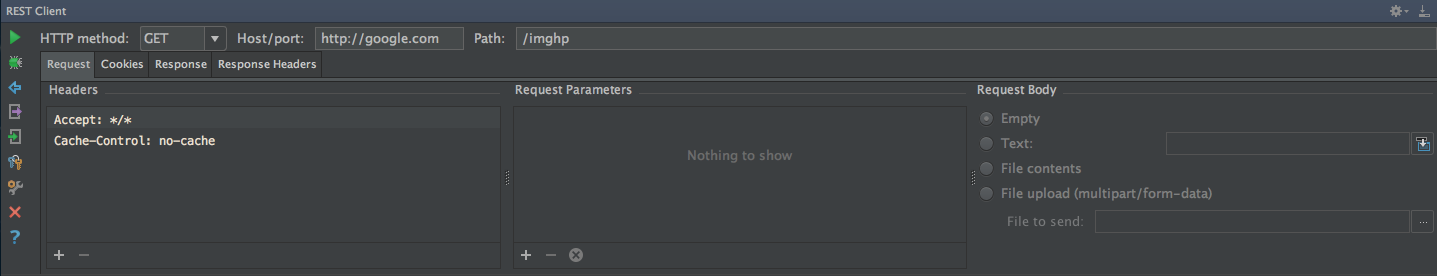 REST Client
HTTP method: GET Host/port: http://google.com Path: /imghp
Request Cookies Response Response Headers
Headers
Accept: */*
Cache-Control: no-cache
Request Parameters
Nothing to show
Request Body
Empty
Text:
File contents
File upload (multipart/form-data)
File to send: ...